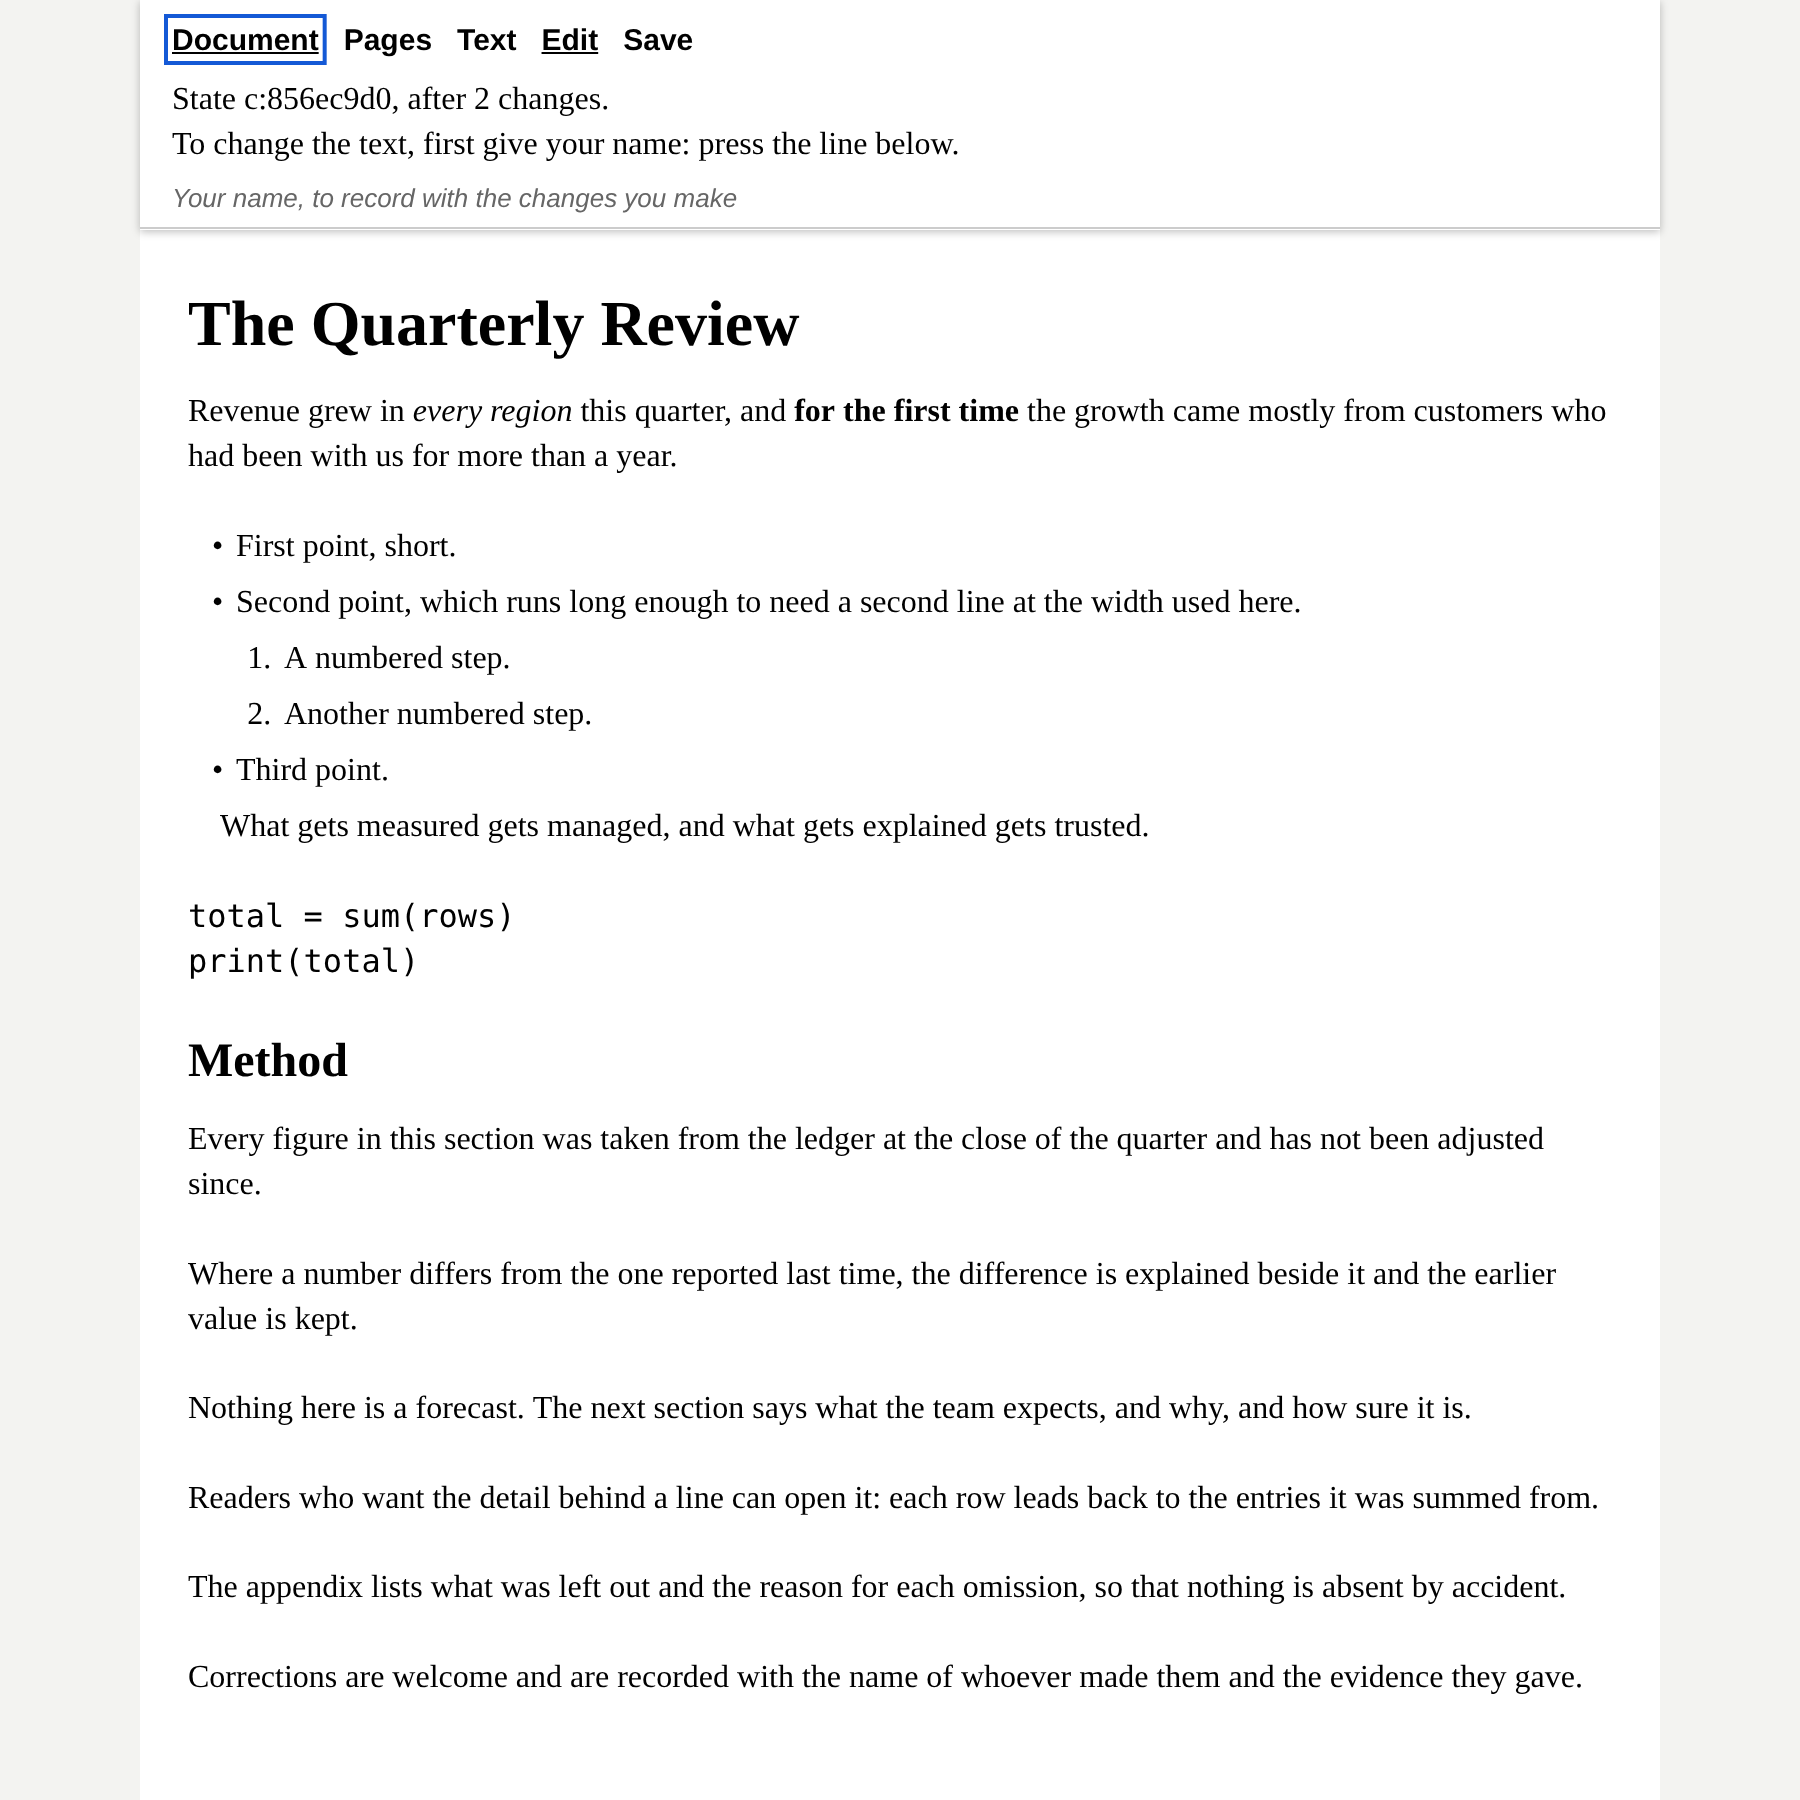 Document Pages Text Edit Save
State c:856ec9d0, after 2 changes.
To change the text, first give your name: press the line below.
Your name, to record with the changes you make
The Quarterly Review
Revenue grew in every region this quarter, and for the first time the growth came mostly from customers who
had been with us for more than a year.
• First point, short.
• Second point, which runs long enough to need a second line at the width used here.
1. A numbered step.
2. Another numbered step.
• Third point.
What gets measured gets managed, and what gets explained gets trusted.
total = sum(rows)
print(total)
Method
Every figure in this section was taken from the ledger at the close of the quarter and has not been adjusted
since.
Where a number differs from the one reported last time, the difference is explained beside it and the earlier
value is kept.
Nothing here is a forecast. The next section says what the team expects, and why, and how sure it is.
Readers who want the detail behind a line can open it: each row leads back to the entries it was summed from.
The appendix lists what was left out and the reason for each omission, so that nothing is absent by accident.
Corrections are welcome and are recorded with the name of whoever made them and the evidence they gave.